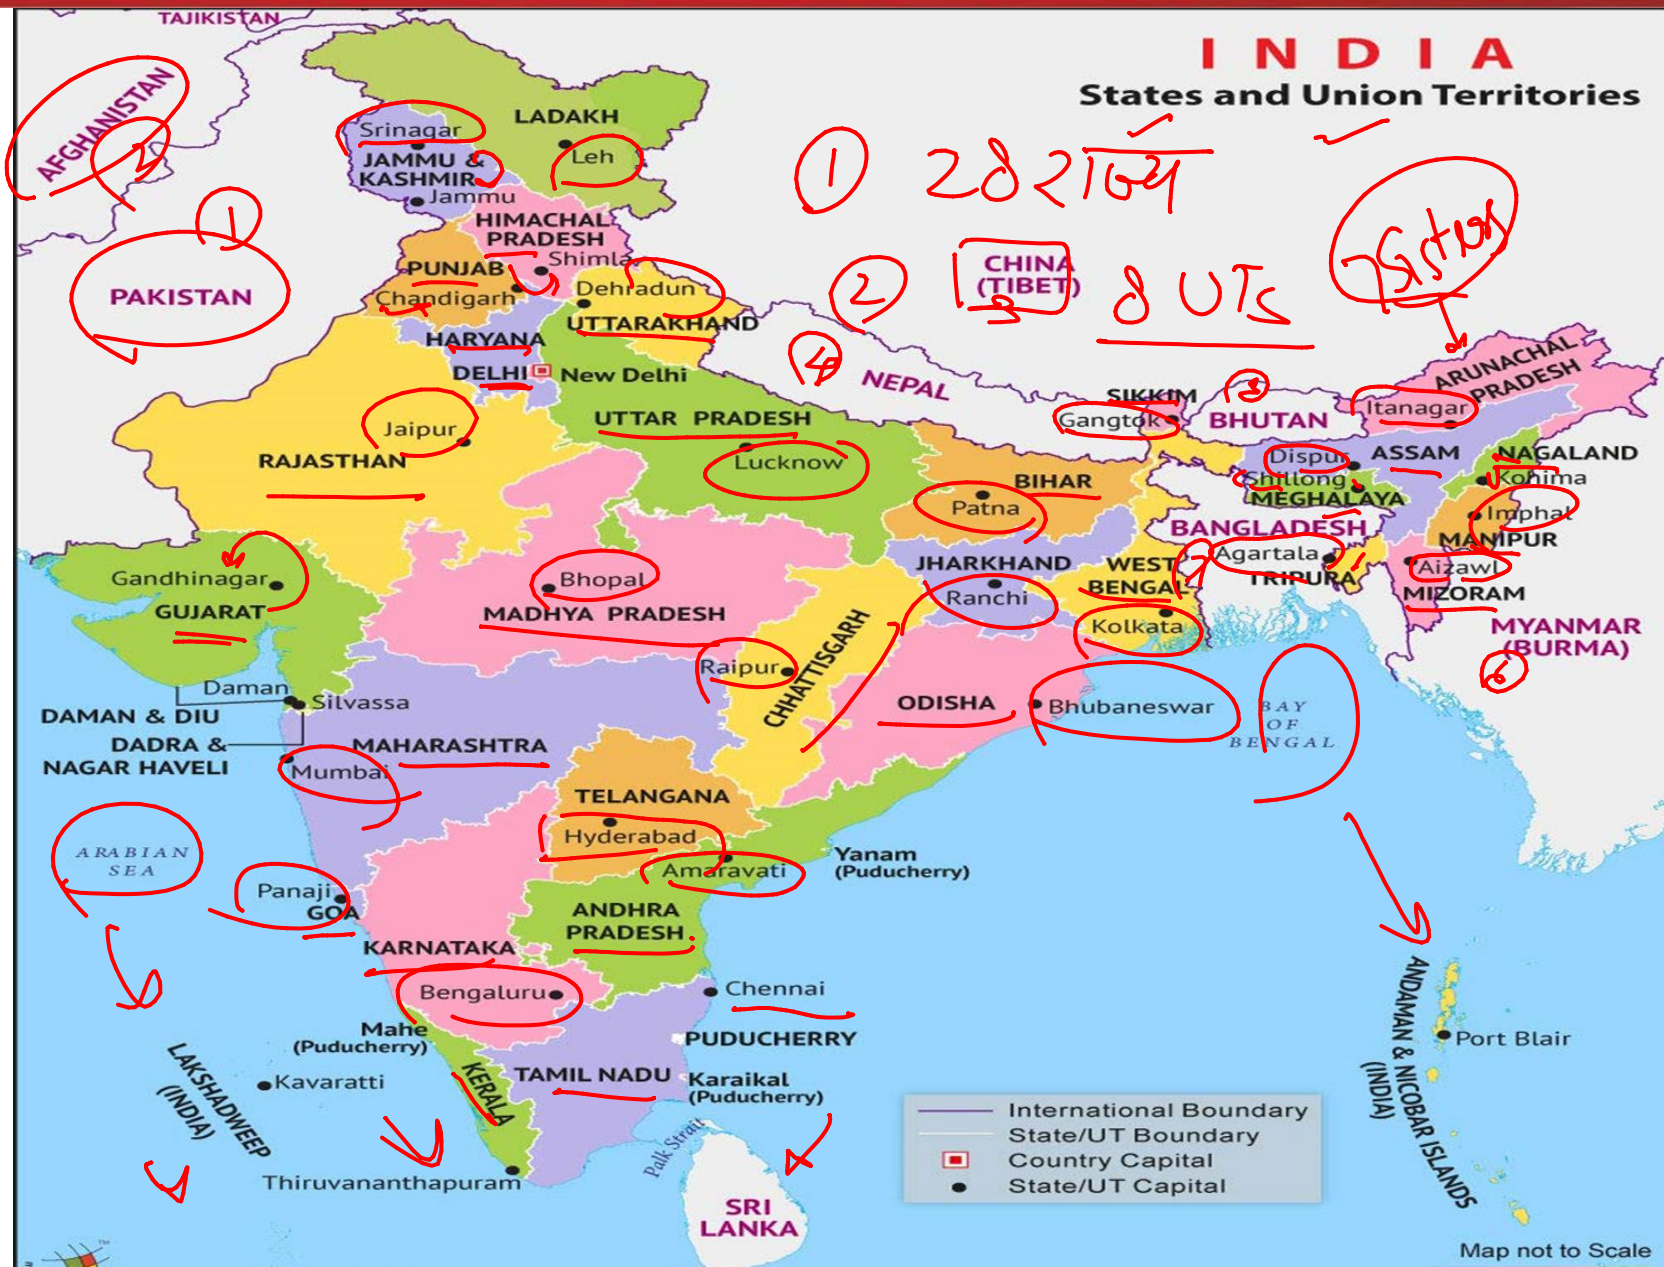 TAJIKISTAN
INDIA
States and Union Territories
AFGHANISTAN
2
1
PAKISTAN
LADAKH
Leh
Srinagar
JAMMU &
KASHMIR
Jammu
① 28 राज्य
② 8 UTs
7 Sisters
HIMACHAL
PRADESH
Shimla
PUNJAB
Chandigarh
Dehradun
UTTARAKHAND
CHINA
(TIBET)
3
HARYANA
DELHI
New Delhi
4
NEPAL
SIKKIM
Gangtok
5
BHUTAN
ARUNACHAL
PRADESH
Itanagar
Jaipur
RAJASTHAN
UTTAR PRADESH
Lucknow
BIHAR
Patna
Dispur
ASSAM
NAGALAND
Kohima
Shillong
MEGHALAYA
Imphal
MANIPUR
BANGLADESH
7
Agartala
TRIPURA
Aizawl
MIZORAM
MYANMAR
(BURMA)
6
Gandhinagar
GUJARAT
Bhopal
MADHYA PRADESH
JHARKHAND
Ranchi
WEST
BENGAL
Kolkata
Raipur
CHHATTISGARH
ODISHA
Bhubaneswar
BAY
OF
BENGAL
Daman
Silvassa
DAMAN & DIU
DADRA &
NAGAR HAVELI
MAHARASHTRA
Mumbai
TELANGANA
Hyderabad
Amaravati
Yanam
(Puducherry)
ARABIAN
SEA
Panaji
GOA
ANDHRA
PRADESH
KARNATAKA
Bengaluru
Chennai
Mahe
(Puducherry)
PUDUCHERRY
KERALA
TAMIL NADU
Karaikal
(Puducherry)
LAKSHADWEEP
(INDIA)
Kavaratti
Thiruvananthapuram
Palk Strait
SRI
LANKA
ANDAMAN & NICOBAR ISLANDS
(INDIA)
Port Blair
International Boundary
State/UT Boundary
Country Capital
State/UT Capital
Map not to Scale